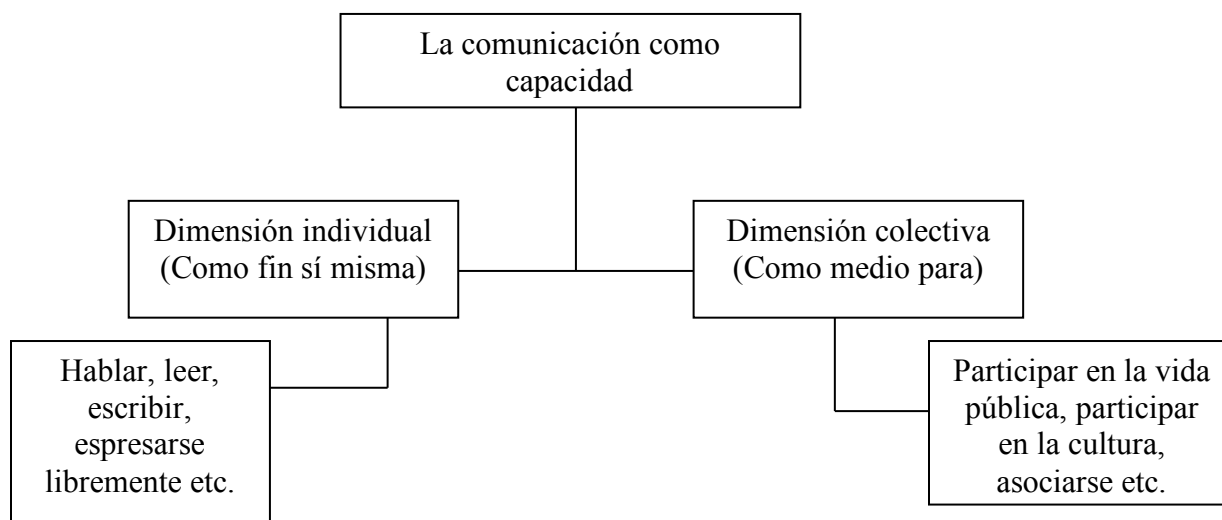 La comunicación como
capacidad
Dimensión individual
(Como fin sí misma)
Dimensión colectiva
(Como medio para)
Hablar, leer,
escribir,
espresarse
libremente etc.
Participar en la vida
pública, participar
en la cultura,
asociarse etc.